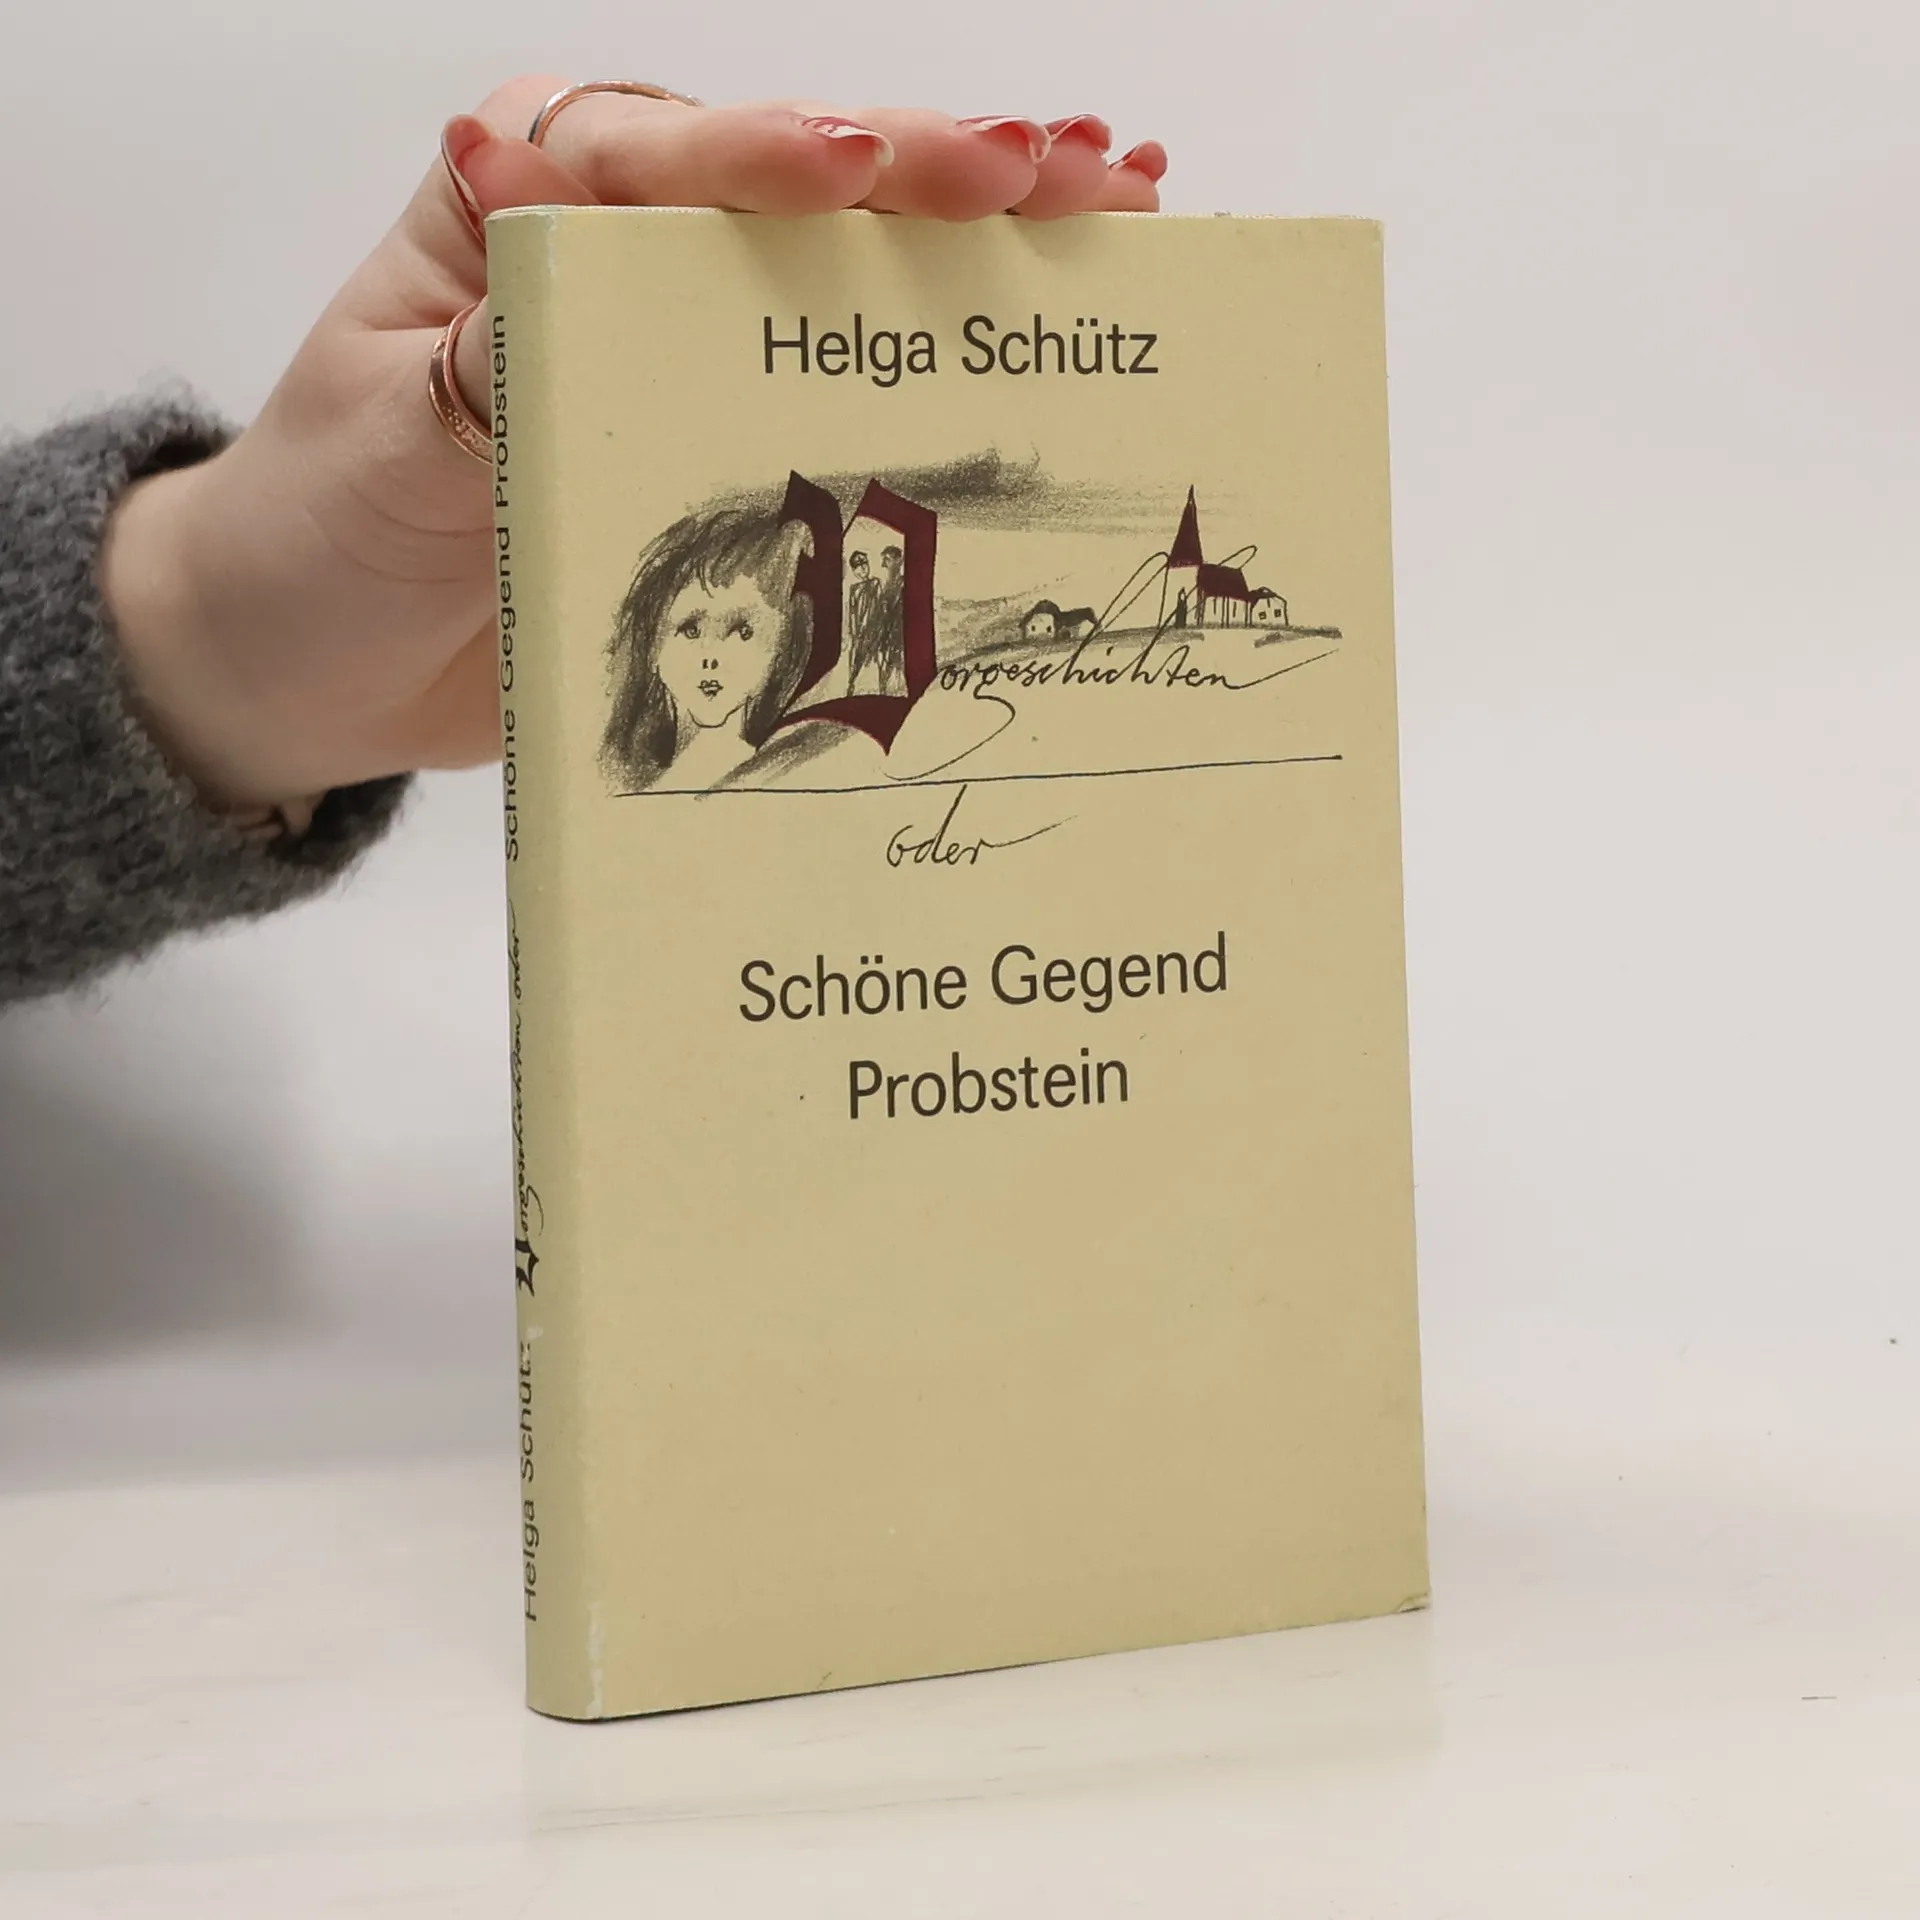 Helga Schütz
Vorgeschichten
oder
Schöne Gegend
Probstein
Helga Schütz Vorgeschichten oder Schöne Gegend Probstein